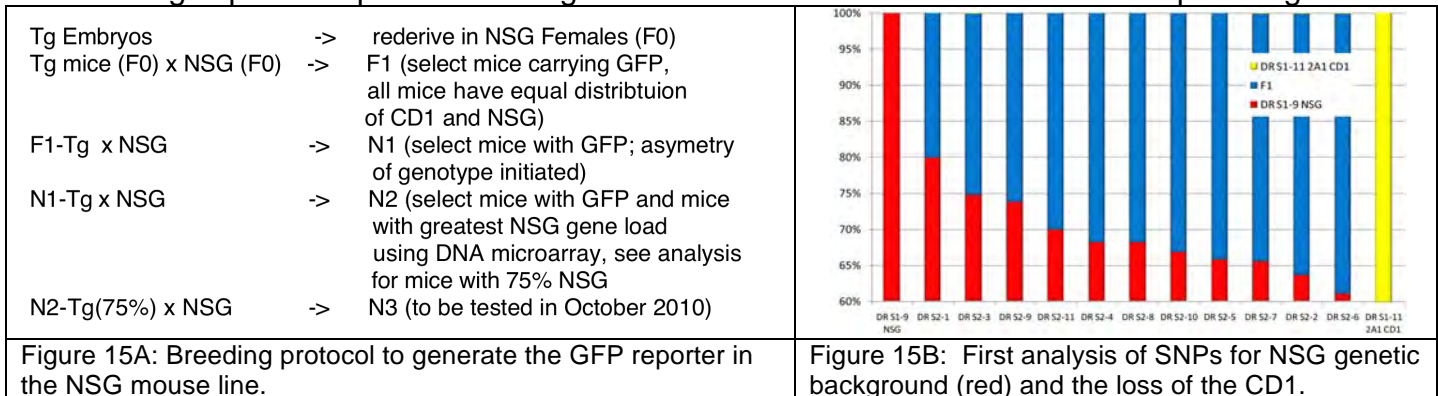 Tg Embryos -> rederive in NSG Females (F0)
Tg mice (F0) x NSG (F0) -> F1 (select mice carrying GFP,
all mice have equal distribtuion
of CD1 and NSG)
F1-Tg x NSG -> N1 (select mice with GFP; asymetry
of genotype initiated)
N1-Tg x NSG -> N2 (select mice with GFP and mice
with greatest NSG gene load
using DNA microarray, see analysis
for mice with 75% NSG
N2-Tg(75%) x NSG -> N3 (to be tested in October 2010)
Figure 15A: Breeding protocol to generate the GFP reporter in
the NSG mouse line.
100%
95%
90%
85%
80%
75%
70%
65%
60%
DR S1-11 2A1 CD1
F1
DR S1-9 NSG
DR S1-9 DR S2-1 DR S2-3 DR S2-9 DR S2-11 DR S2-4 DR S2-8 DR S2-10 DR S2-5 DR S2-7 DR S2-2 DR S2-6 DR S1-11
NSG 2A1 CD1
Figure 15B: First analysis of SNPs for NSG genetic
background (red) and the loss of the CD1.